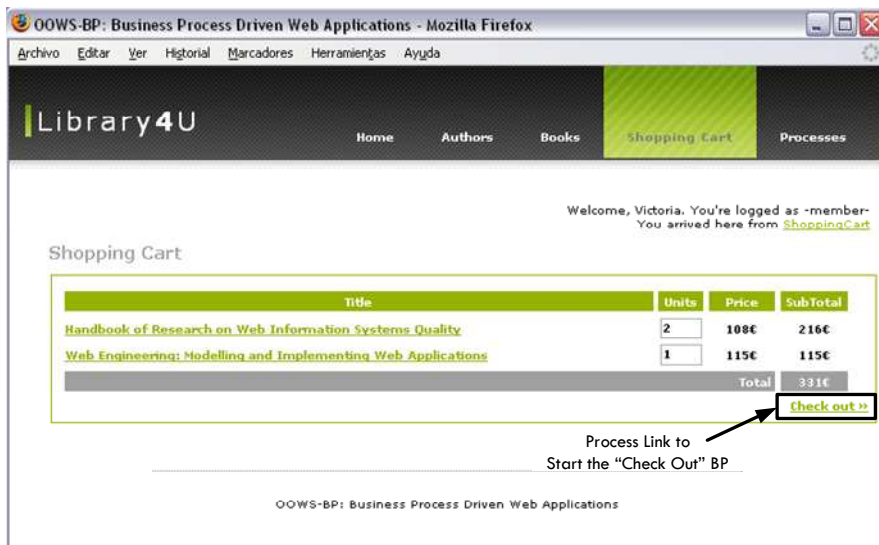 OOWS-BP: Business Process Driven Web Applications - Mozilla Firefox
Archivo Editar Ver Historial Marcadores Herramientas Ayuda
Library4U
Home Authors Books Shopping Cart Processes
Welcome, Victoria. You're logged as -member-
You arrived here from ShoppingCart
Shopping Cart
Title Units Price SubTotal
Handbook of Research on Web Information Systems Quality 2 108€ 216€
Web Engineering: Modelling and Implementing Web Applications 1 115€ 115€
Total 331€
Check out »
Process Link to
Start the “Check Out” BP
OOWS-BP: Business Process Driven Web Applications